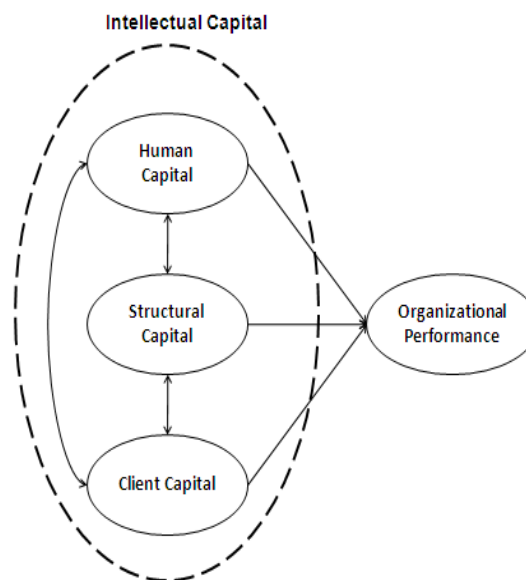 Intellectual Capital
Human
Capital
Structural
Capital
Organizational
Performance
Client Capital